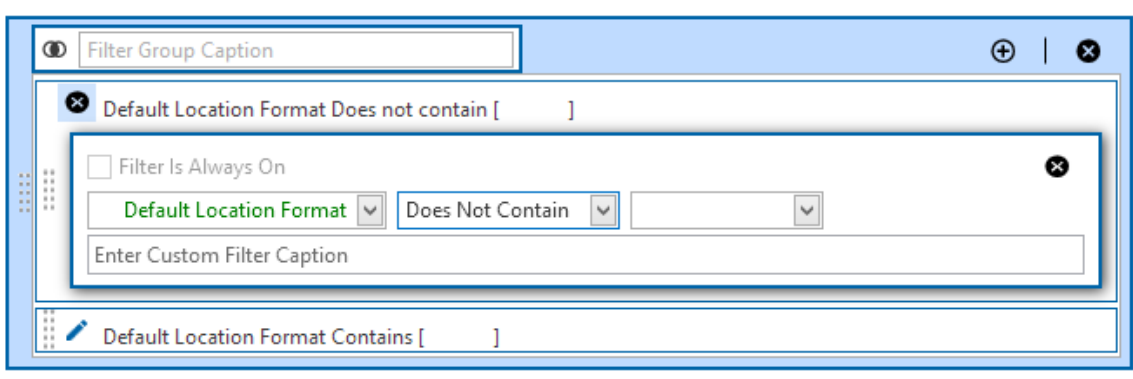 Filter Group Caption
Default Location Format Does not contain [ ]
Filter Is Always On
Default Location Format Does Not Contain
Enter Custom Filter Caption
Default Location Format Contains [ ]